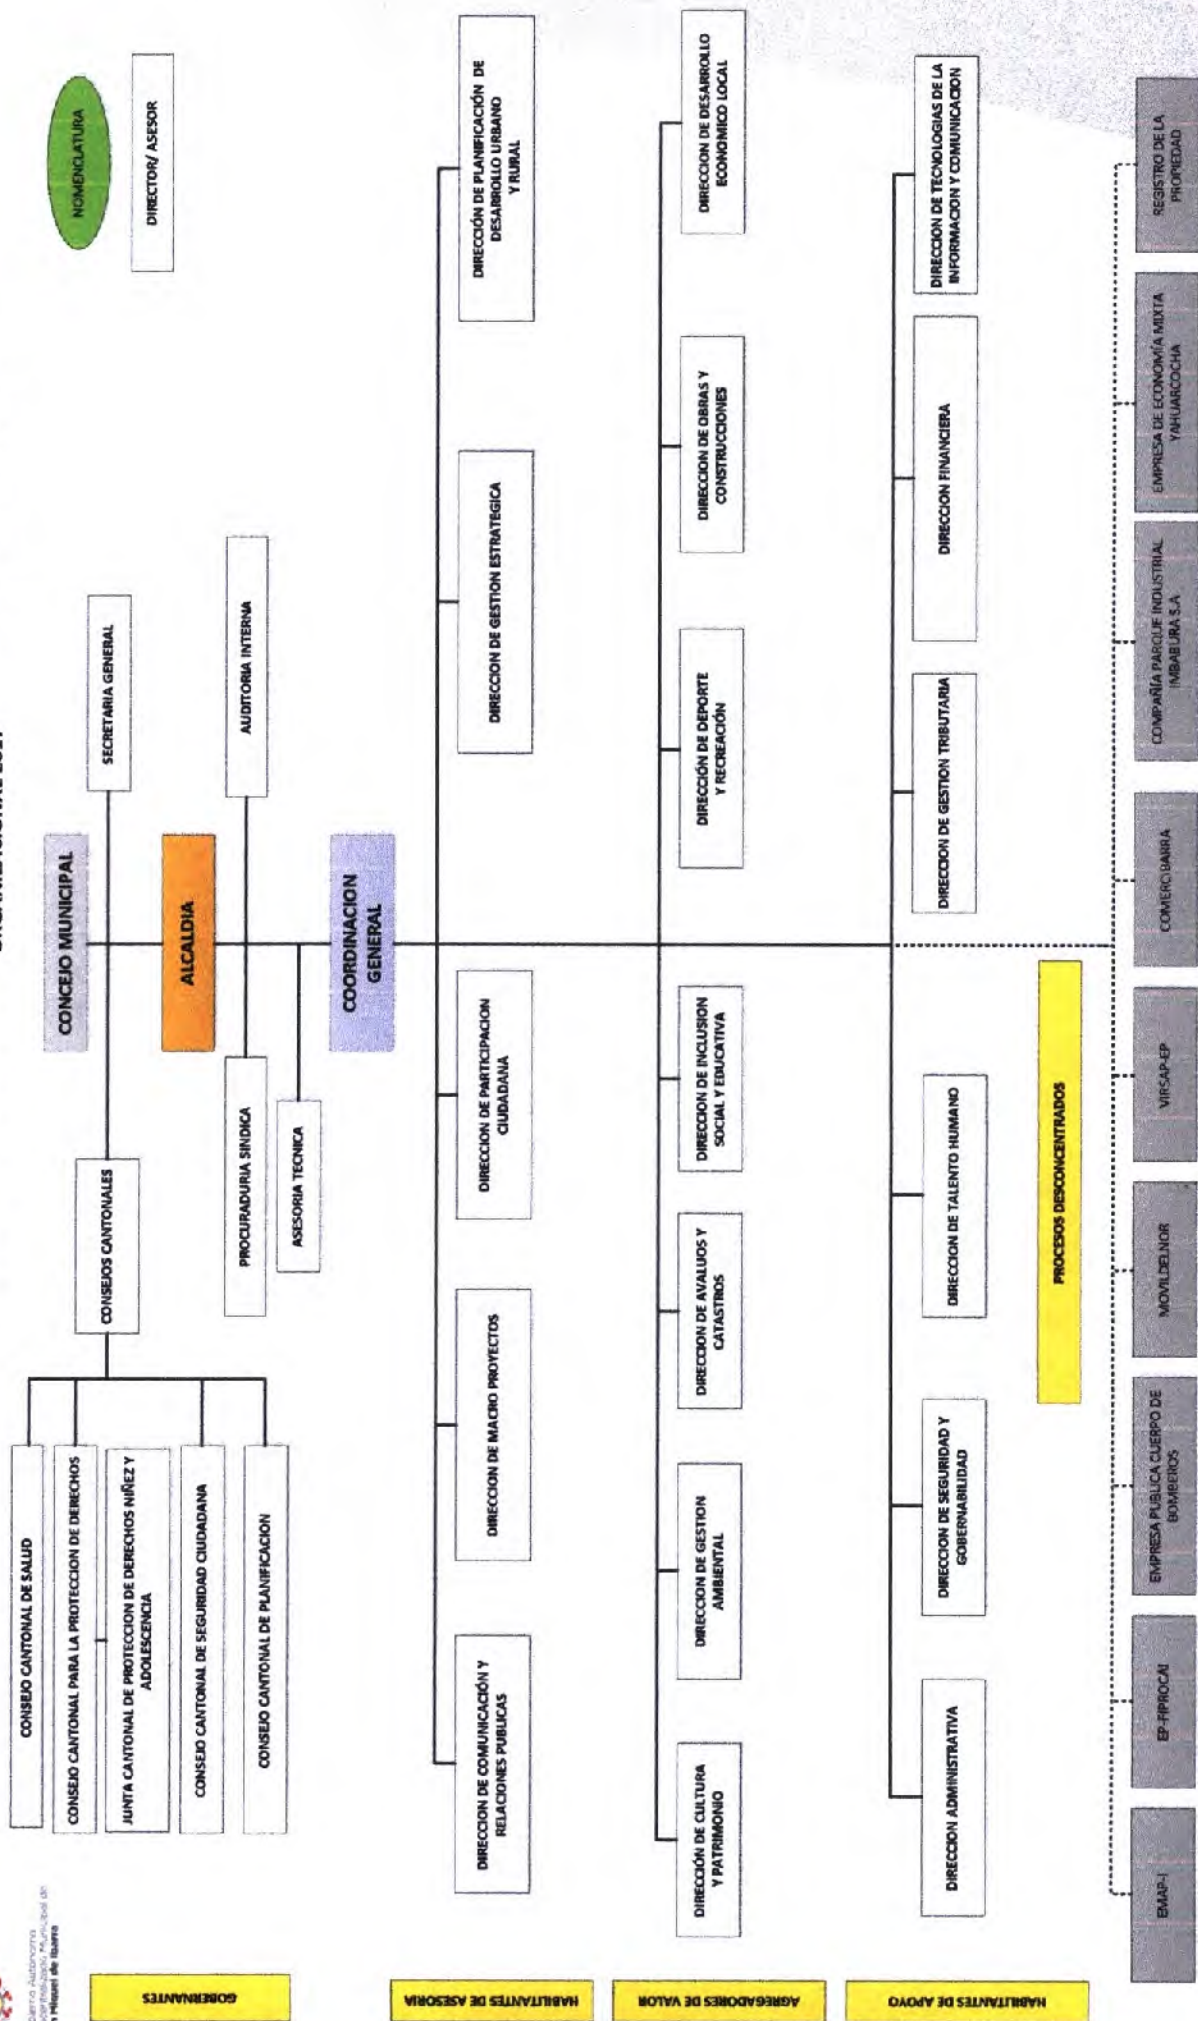 ORGANIZACIONAL 2017
Miguel de Ibarra
NOMENCLATURA
DIRECTOR/ ASESOR
GOBERNANTES
CONCEJO MUNICIPAL
SECRETARIA GENERAL
CONSEJOS CANTONALES
CONSEJO CANTONAL DE SALUD
CONSEJO CANTONAL PARA LA PROTECCION DE DERECHOS
JUNTA CANTONAL DE PROTECCION DE DERECHOS NIÑEZ Y
ADOLESCENCIA
CONSEJO CANTONAL DE SEGURIDAD CIUDADANA
CONSEJO CANTONAL DE PLANIFICACION
ALCALDIA
AUDITORIA INTERNA
PROCURADURIA SINDICA
ASESORIA TECNICA
COORDINACION
GENERAL
HABILITANTES DE ASESORIA
DIRECCION DE COMUNICACIÓN Y
RELACIONES PUBLICAS
DIRECCION DE MACRO PROYECTOS
DIRECCION DE PARTICIPACION
CIUDADANA
DIRECCION DE GESTION ESTRATEGICA
DIRECCIÓN DE PLANIFICACIÓN DE
DESARROLLO URBANO
Y RURAL
AGREGADORES DE VALOR
DIRECCIÓN DE CULTURA
Y PATRIMONIO
DIRECCION DE GESTION
AMBIENTAL
DIRECCION DE AVALUOS Y
CATASTROS
DIRECCION DE INCLUSION
SOCIAL Y EDUCATIVA
DIRECCIÓN DE DEPORTE
Y RECREACIÓN
DIRECCION DE OBRAS Y
CONSTRUCCIONES
DIRECCION DE DESARROLLO
ECONOMICO LOCAL
HABILITANTES DE APOYO
DIRECCION ADMINISTRATIVA
DIRECCION DE SEGURIDAD Y
GOBERNABILIDAD
DIRECCION DE TALENTO HUMANO
DIRECCION DE GESTION TRIBUTARIA
DIRECCION FINANCIERA
DIRECCION DE TECNOLOGIAS DE LA
INFORMACION Y COMUNICACION
PROCESOS DESCONCENTRADOS
EMAP-I
EP-FIPROCAI
EMPRESA PUBLICA CUERPO DE
BOMBEROS
MOVILDELNOR
VIRSAP-EP
COMERCIBARRA
COMPAÑÍA PARQUE INDUSTRIAL
IMBABURA S.A
EMPRESA DE ECONOMÍA MIXTA
YAHUARCOCHA
REGISTRO DE LA
PROPIEDAD